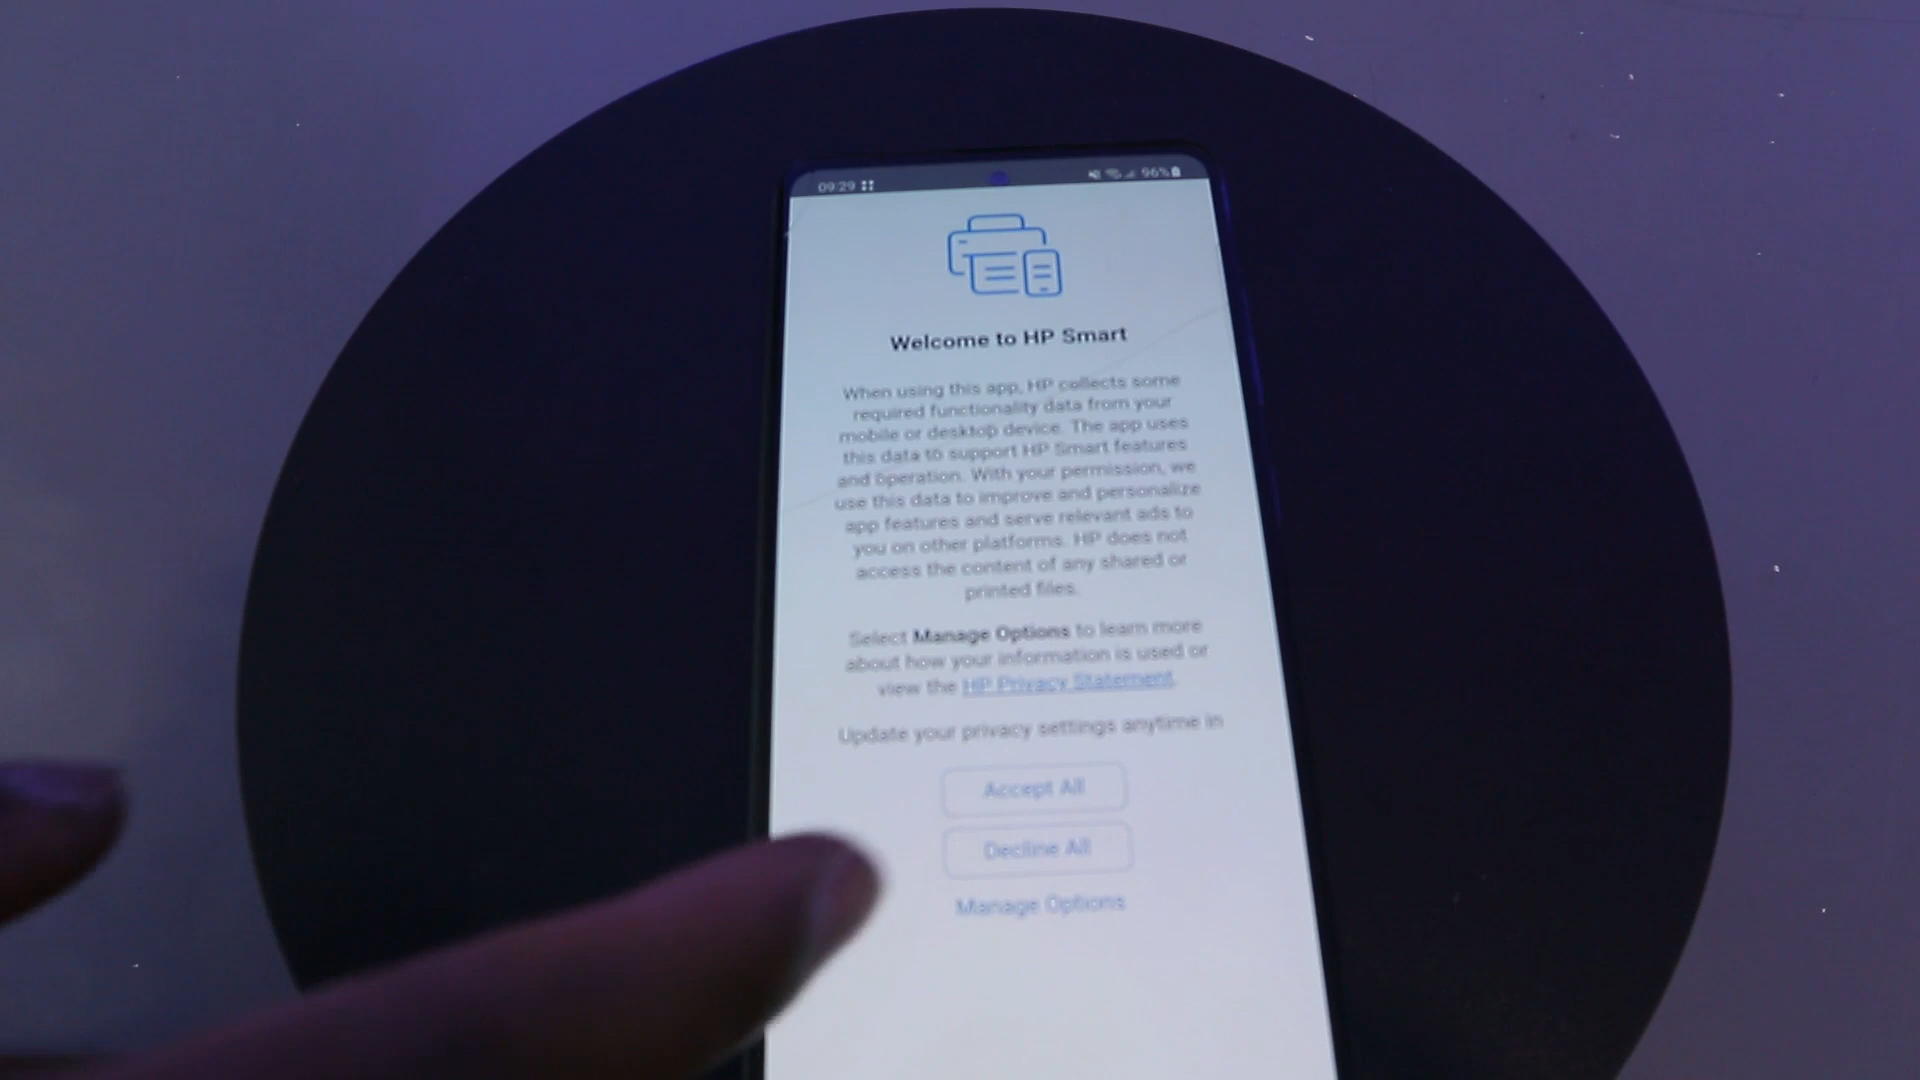 09:29 96%
Welcome to HP Smart
When using this app, HP collects some
required functionality data from your
mobile or desktop device. The app uses
this data to support HP Smart features
and operation. With your permission, we
use this data to improve and personalize
app features and serve relevant ads to
you on other platforms. HP does not
access the content of any shared or
printed files.
Select Manage Options to learn more
about how your information is used or
view the HP Privacy Statement.
Update your privacy settings anytime in
Accept All
Decline All
Manage Options